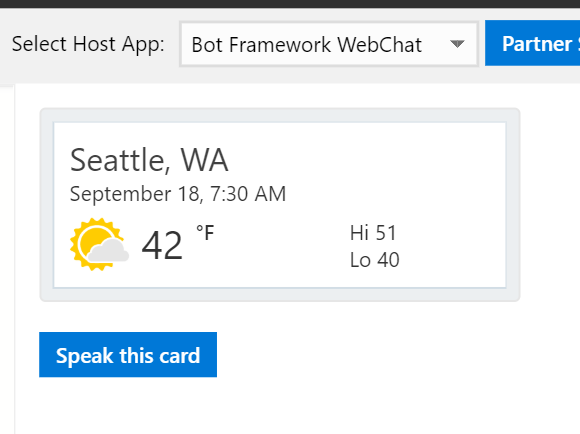 Select Host App: Bot Framework WebChat Partner S
Seattle, WA
September 18, 7:30 AM
42 °F
Hi 51
Lo 40
Speak this card